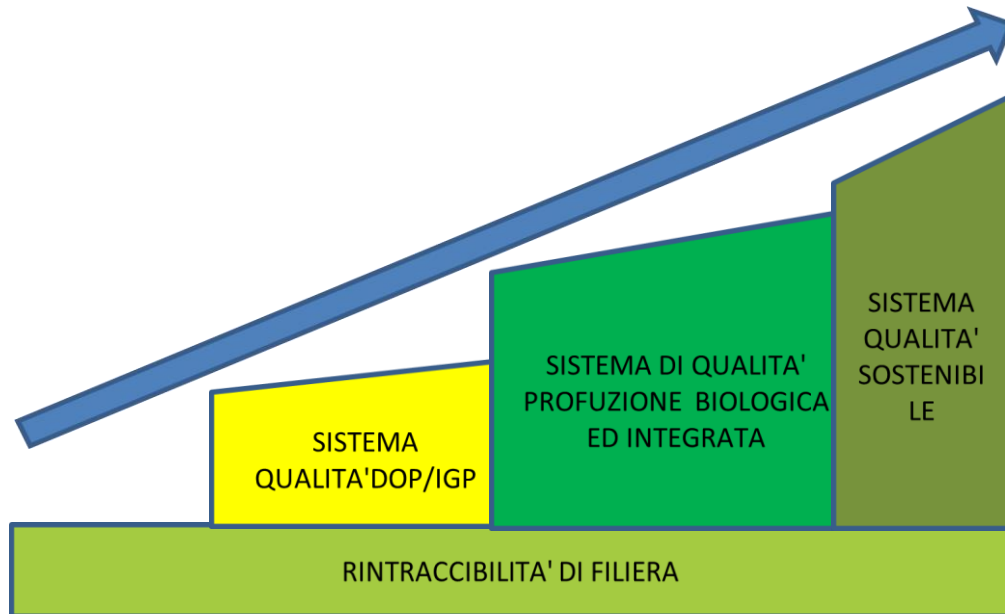 SISTEMA
QUALITA'DOP/IGP
SISTEMA DI QUALITA'
PROFUZIONE BIOLOGICA
ED INTEGRATA
SISTEMA
QUALITA'
SOSTENIBI
LE
RINTRACCIBILITA' DI FILIERA